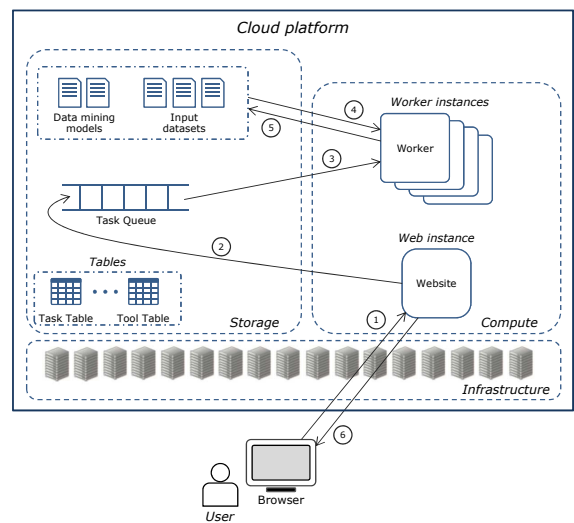 Cloud platform
Data mining
models
Input
datasets
4
5
Worker instances
Worker
3
Task Queue
2
Web instance
Website
Tables
Task Table
Tool Table
Storage
1
Compute
Infrastructure
6
Browser
User